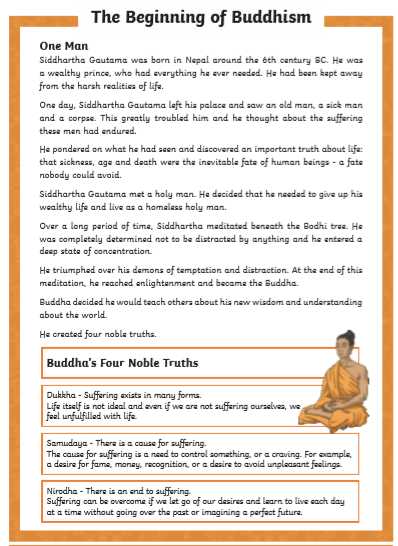 The Beginning of Buddhism
One Man
Siddhartha Gautama was born in Nepal around the 6th century BC. He was
a wealthy prince, who had everything he ever needed. He had been kept away
from the harsh realities of life.
One day, Siddhartha Gautama left his palace and saw an old man, a sick man
and a corpse. This greatly troubled him and he thought about the suffering
these men had endured.
He pondered on what he had seen and discovered an important truth about life:
that sickness, age and death were the inevitable fate of human beings - a fate
nobody could avoid.
Siddhartha Gautama met a holy man. He decided that he needed to give up his
wealthy life and live as a homeless holy man.
Over a long period of time, Siddhartha meditated beneath the Bodhi tree. He
was completely determined not to be distracted by anything and he entered a
deep state of concentration.
He triumphed over his demons of temptation and distraction. At the end of this
meditation, he reached enlightenment and became the Buddha.
Buddha decided he would teach others about his new wisdom and understanding
about the world.
He created four noble truths.
Buddha's Four Noble Truths
Dukkha - Suffering exists in many forms.
Life itself is not ideal and even if we are not suffering ourselves, we
feel unfulfilled with life.
Samudaya - There is a cause for suffering.
The cause for suffering is a need to control something, or a craving. For example,
a desire for fame, money, recognition, or a desire to avoid unpleasant feelings.
Nirodha - There is an end to suffering.
Suffering can be overcome if we let go of our desires and learn to live each day
at a time without going over the past or imagining a perfect future.